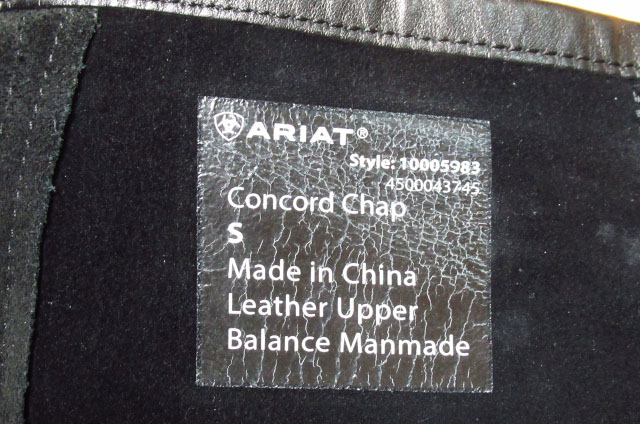 ARIAT®
Style: 10005983
4500043745
Concord Chap
S
Made in China
Leather Upper
Balance Manmade